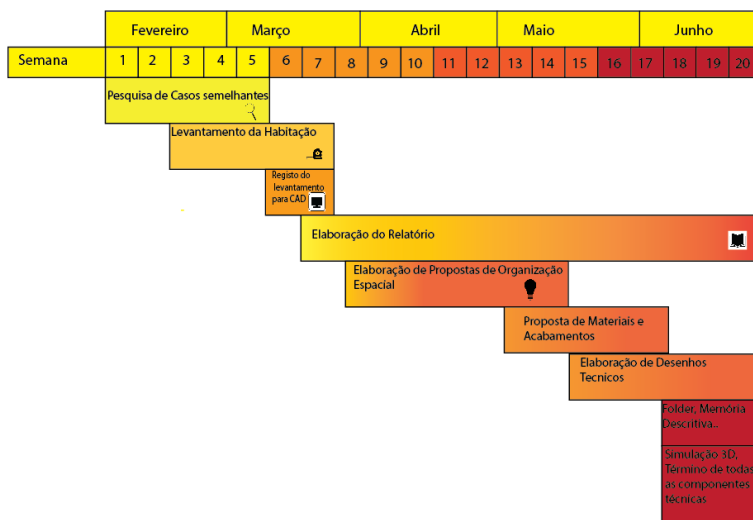 Fevereiro Março Abril Maio Junho
Semana 1 2 3 4 5 6 7 8 9 10 11 12 13 14 15 16 17 18 19 20
Pesquisa de Casos semelhantes
Levantamento da Habitação
Registo do
levantamento
para CAD
Elaboração do Relatório
Elaboração de Propostas de Organização
Espacial
Proposta de Materiais e
Acabamentos
Elaboração de Desenhos
Tecnicos
Folder, Memória
Descritiva...
Simulação 3D,
Término de todas
as componentes
técnicas